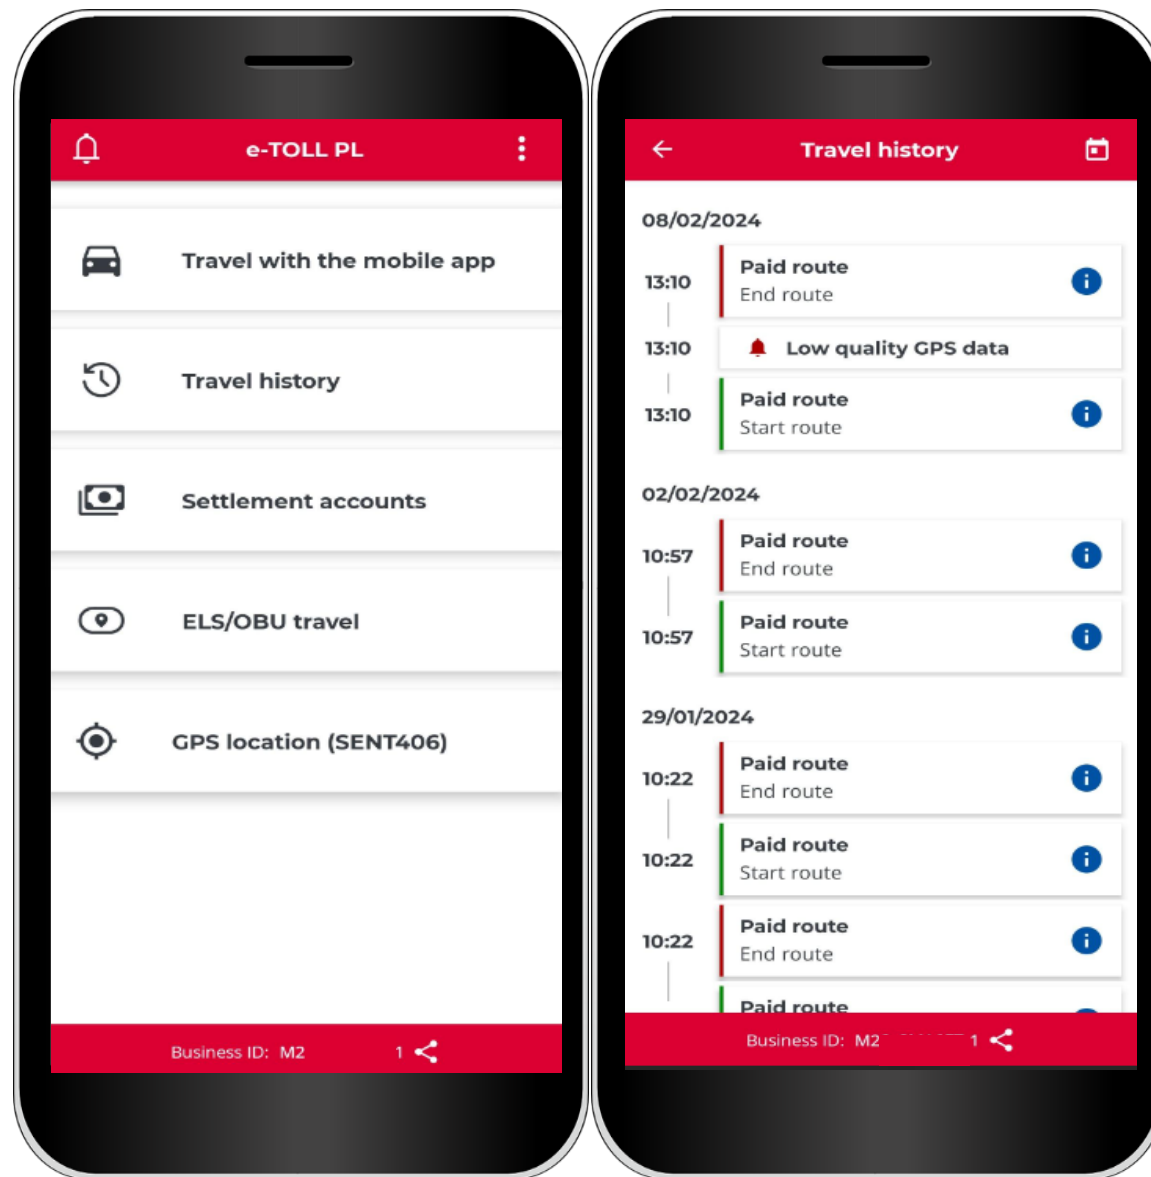 e-TOLL PL
Travel with the mobile app
Travel history
Settlement accounts
ELS/OBU travel
GPS location (SENT406)
Business ID: M2 1
Travel history
08/02/2024
13:10 Paid route
End route
13:10 Low quality GPS data
13:10 Paid route
Start route
02/02/2024
10:57 Paid route
End route
10:57 Paid route
Start route
29/01/2024
10:22 Paid route
End route
10:22 Paid route
Start route
10:22 Paid route
End route
Paid route
Business ID: M2 1